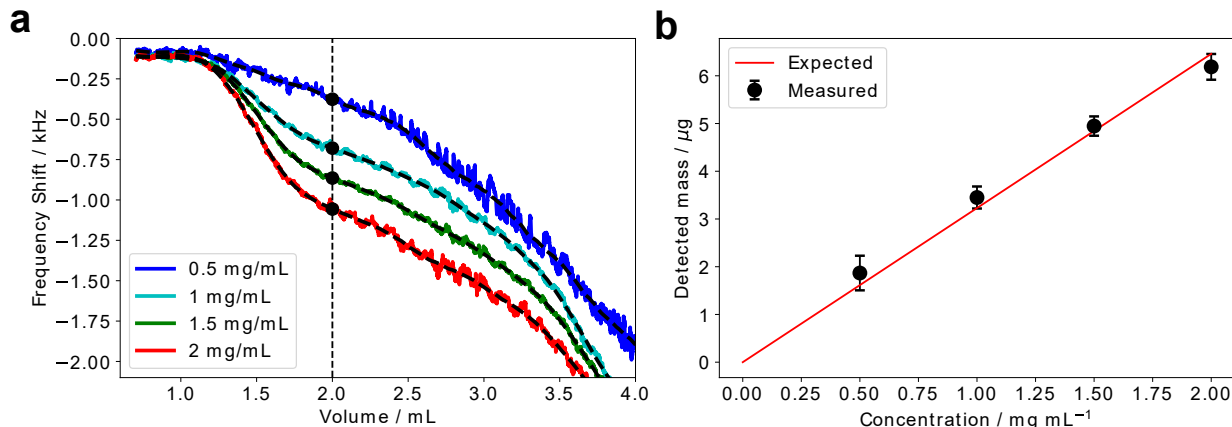 a
0.00
−0.25
−0.50
−0.75
−1.00
−1.25
−1.50
−1.75
−2.00
Frequency Shift / kHz
0.5 mg/mL
1 mg/mL
1.5 mg/mL
2 mg/mL
1.0
1.5
2.0
2.5
3.0
3.5
4.0
Volume / mL
b
6
5
4
3
2
1
0
Detected mass / μg
Expected
Measured
0.00
0.25
0.50
0.75
1.00
1.25
1.50
1.75
2.00
Concentration / mg mL⁻¹